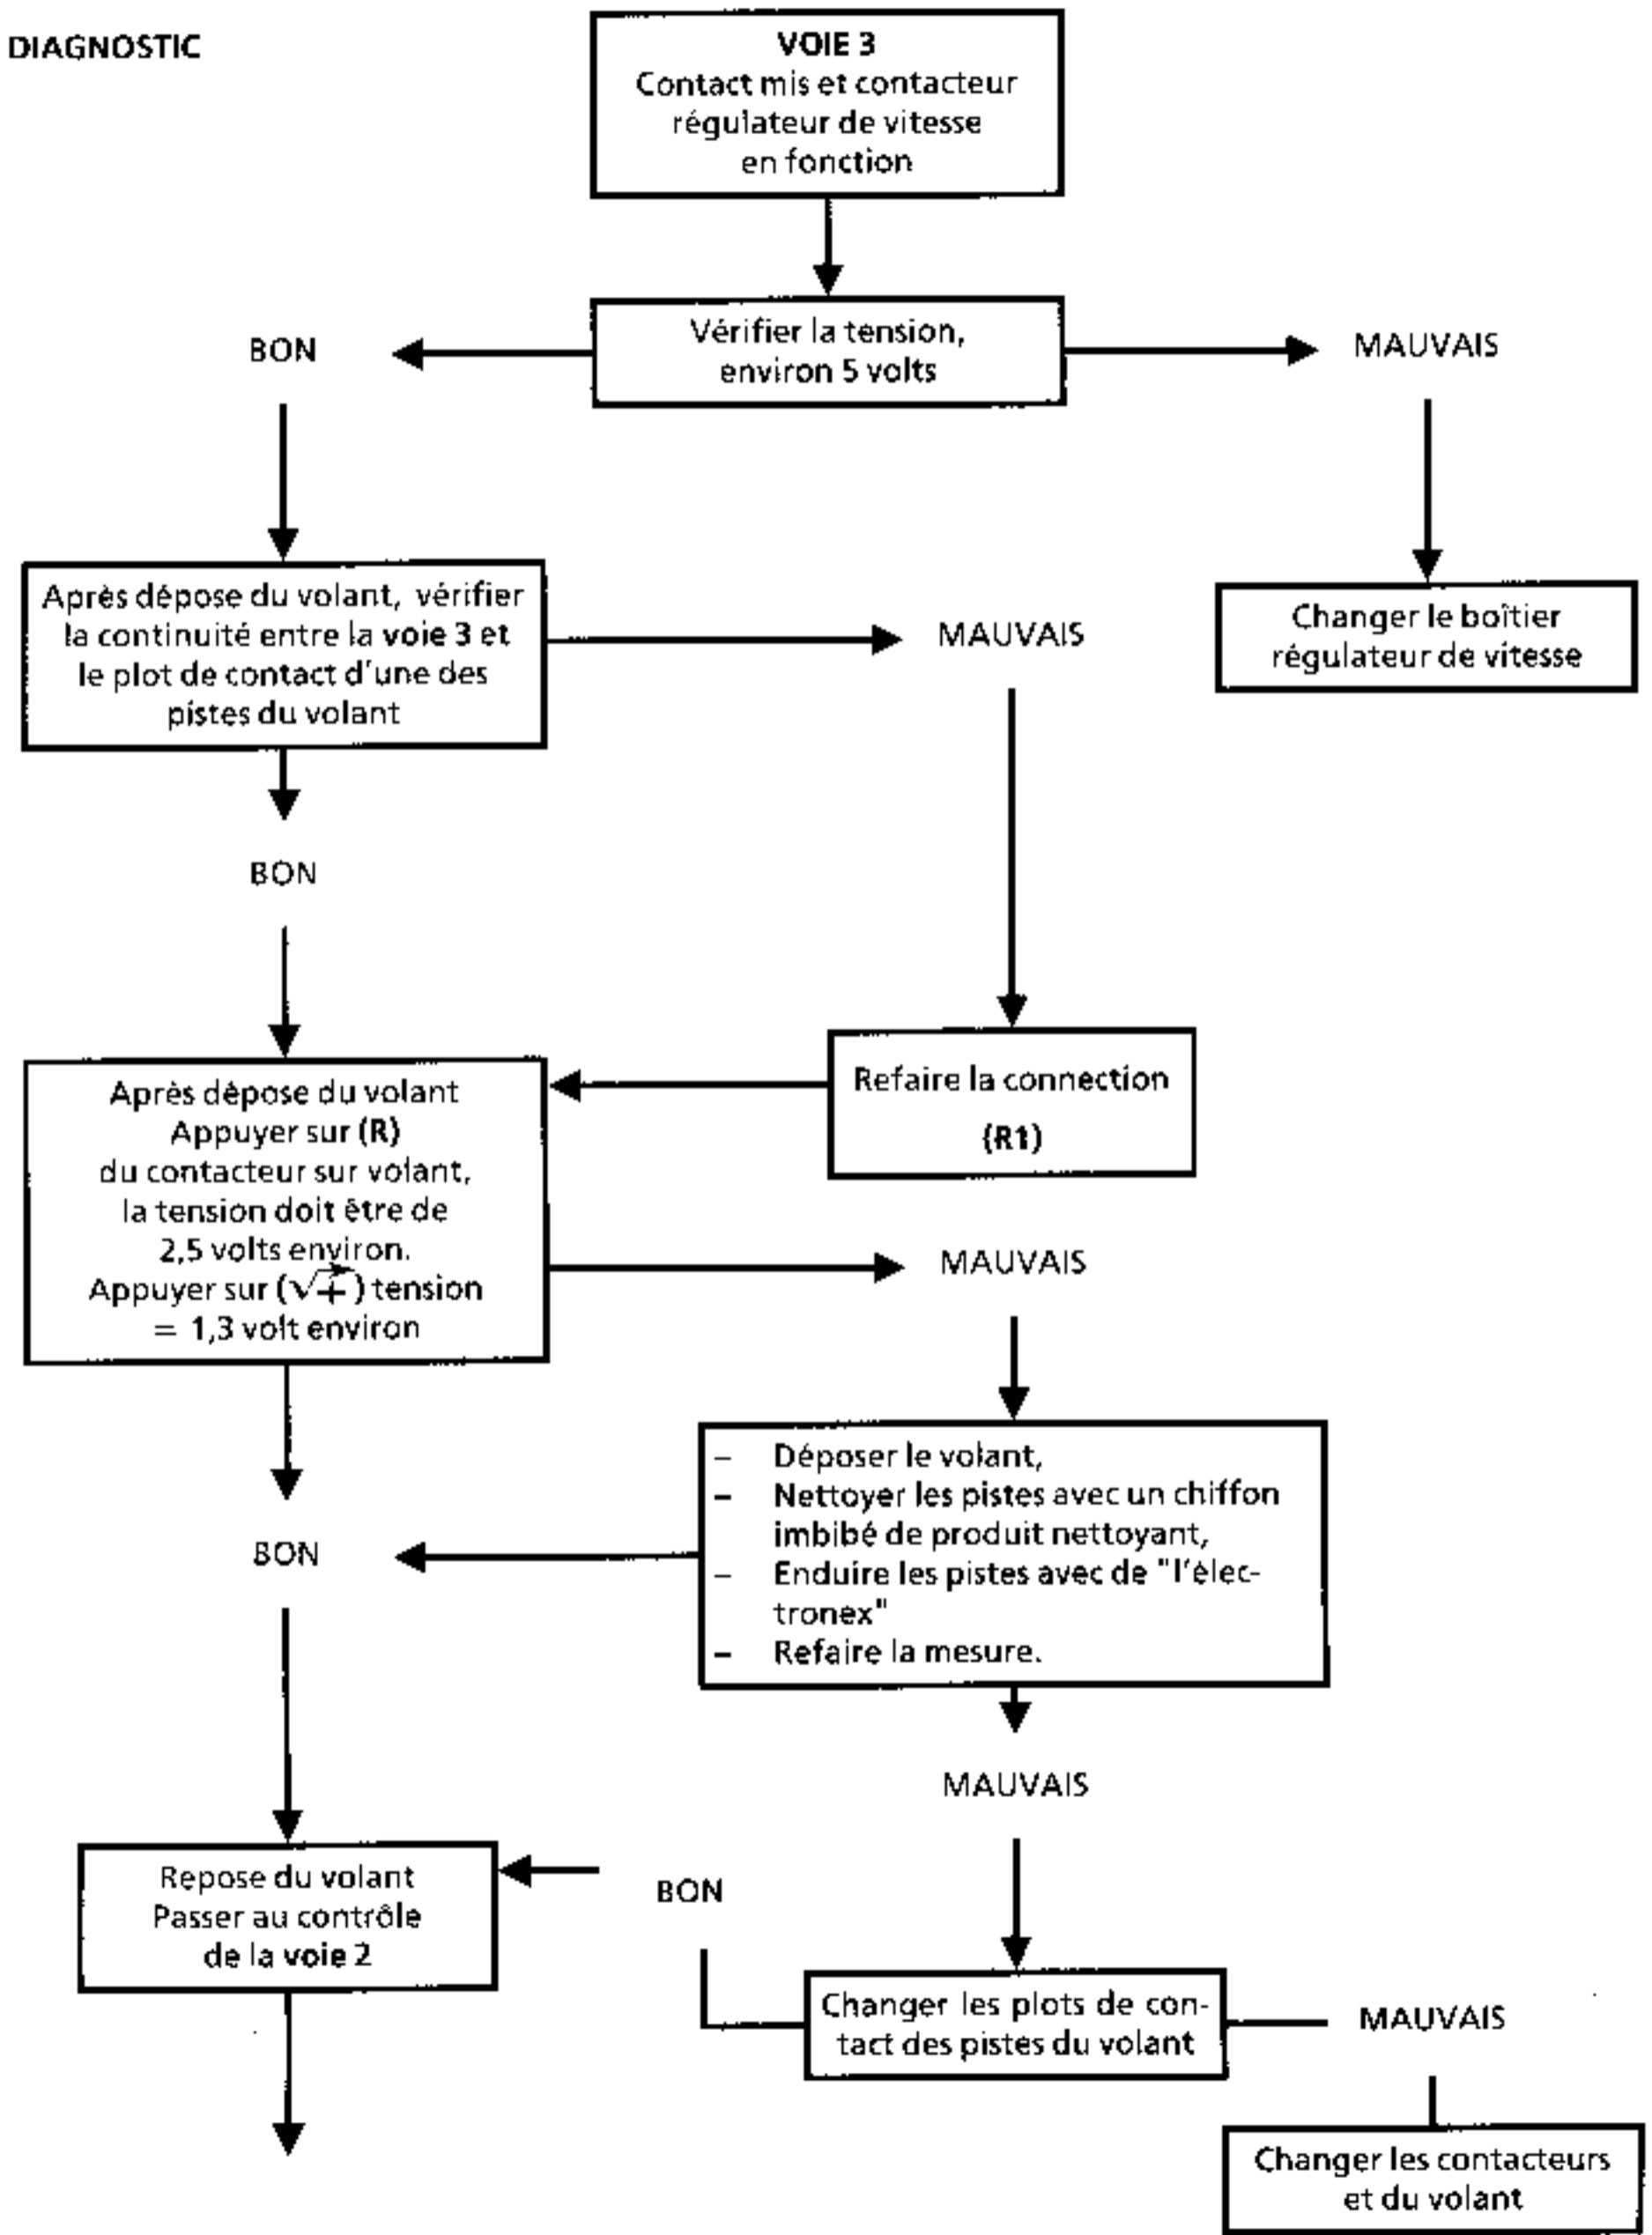 DIAGNOSTIC
VOIE 3
Contact mis et contacteur
régulateur de vitesse
en fonction
BON
Vérifier la tension,
environ 5 volts
MAUVAIS
Après dépose du volant, vérifier
la continuité entre la voie 3 et
le plot de contact d'une des
pistes du volant
MAUVAIS
Changer le boîtier
régulateur de vitesse
BON
Après dépose du volant
Appuyer sur (R)
du contacteur sur volant,
la tension doit être de
2,5 volts environ.
Appuyer sur (√+) tension
= 1,3 volt environ
Refaire la connection
(R1)
MAUVAIS
– Déposer le volant,
– Nettoyer les pistes avec un chiffon
imbibé de produit nettoyant,
– Enduire les pistes avec de "l'élec-
tronex"
– Refaire la mesure.
BON
MAUVAIS
Repose du volant
Passer au contrôle
de la voie 2
BON
Changer les plots de con-
tact des pistes du volant
MAUVAIS
Changer les contacteurs
et du volant